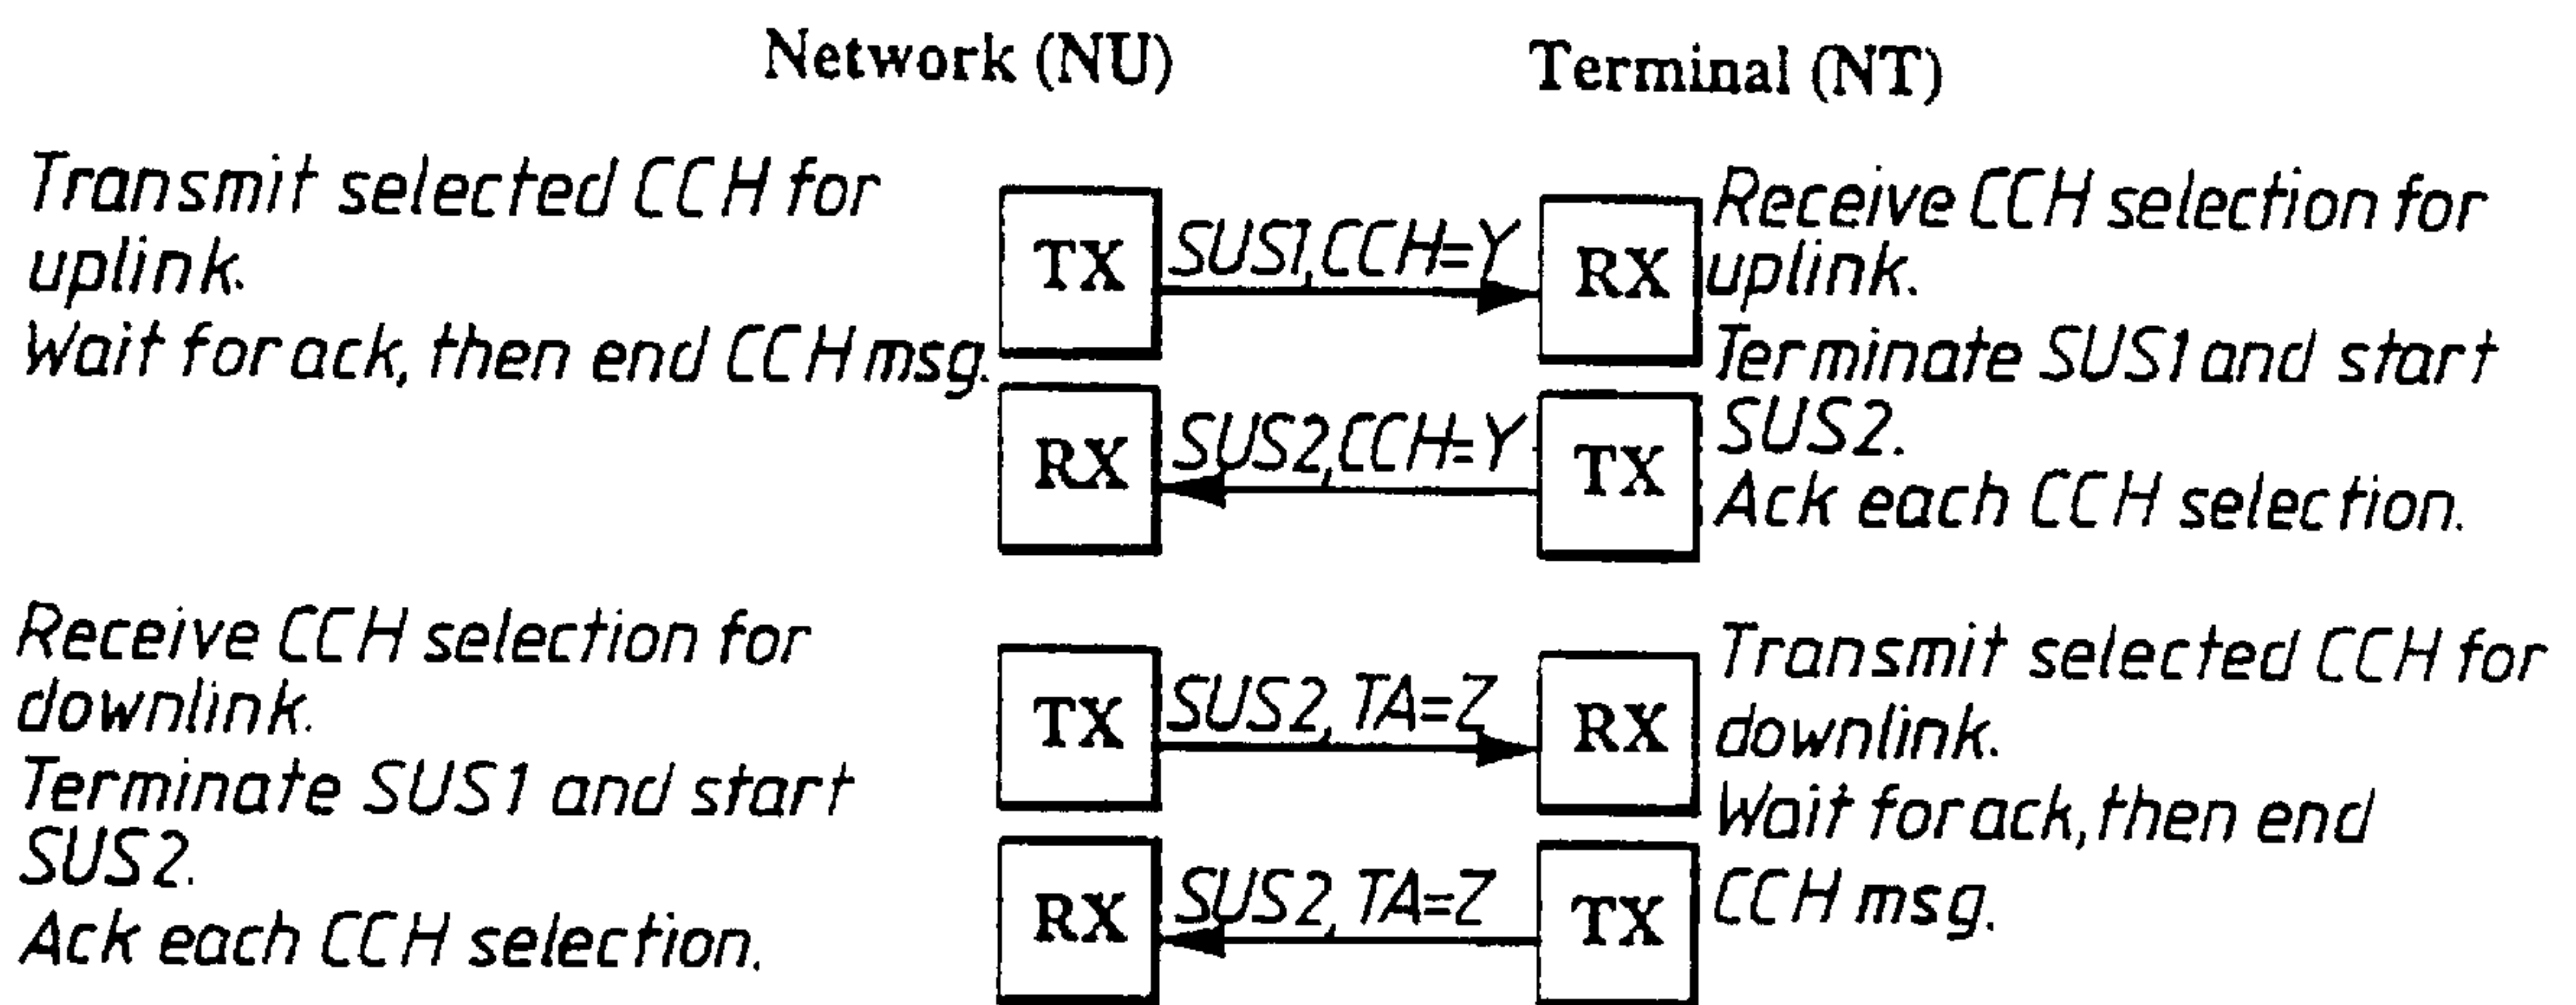 Network (NU)
Terminal (NT)
Transmit selected CCH for
uplink.
Wait for ack, then end CCH msg.
TX
SUS1,CCH=Y
RX
Receive CCH selection for
uplink.
Terminate SUS1 and start
SUS2.
Ack each CCH selection.
RX
SUS2,CCH=Y
TX
Receive CCH selection for
downlink.
Terminate SUS1 and start
SUS2.
Ack each CCH selection.
TX
SUS2, TA=Z
RX
Transmit selected CCH for
downlink.
Wait for ack, then end
CCH msg.
RX
SUS2, TA=Z
TX